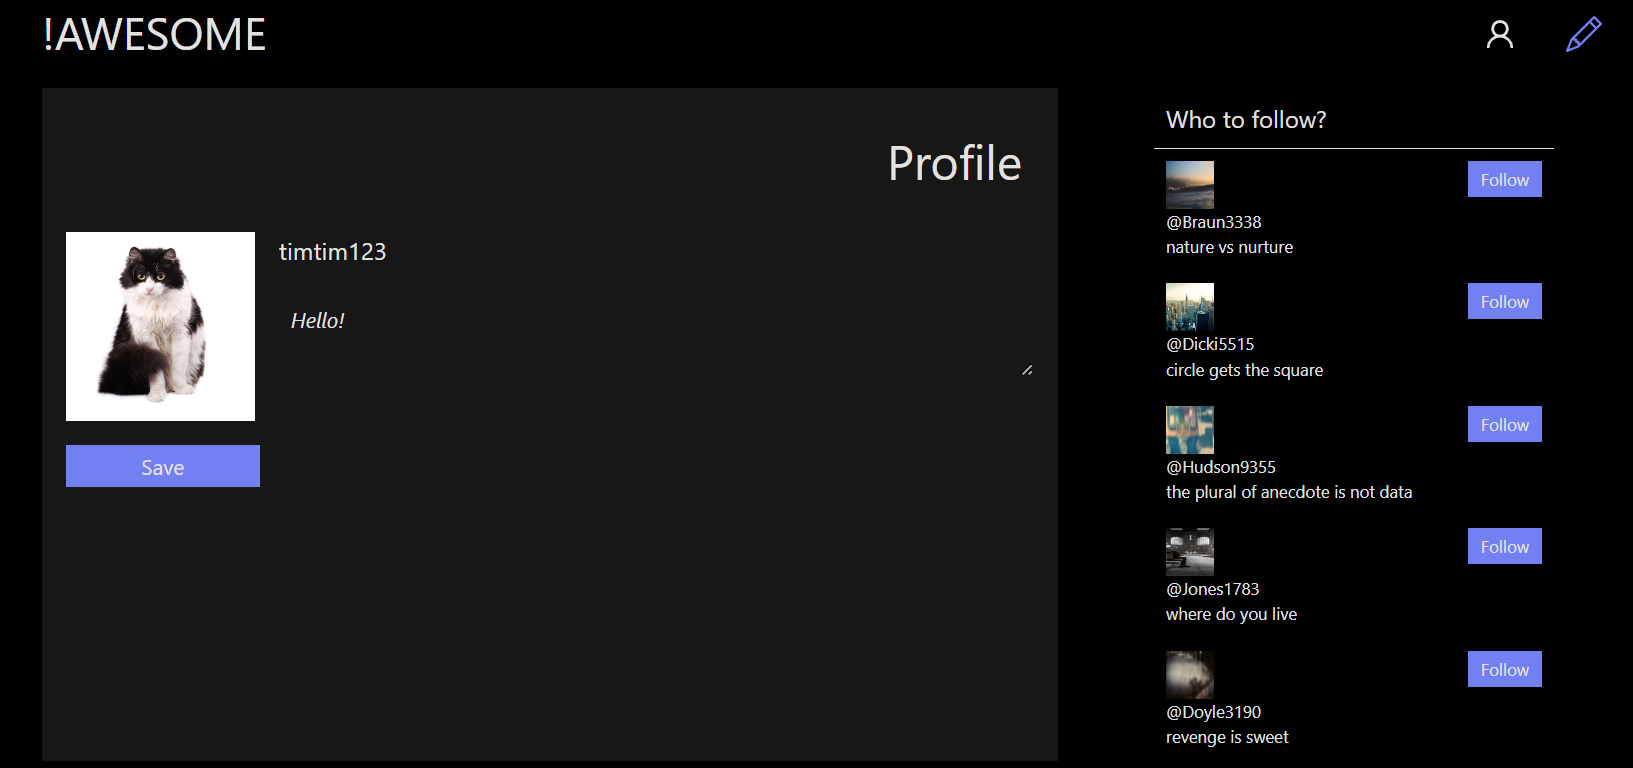 !AWESOME
Profile
timtim123
Hello!
Save
Who to follow?
Follow
@Braun3338
nature vs nurture
Follow
@Dicki5515
circle gets the square
Follow
@Hudson9355
the plural of anecdote is not data
Follow
@Jones1783
where do you live
Follow
@Doyle3190
revenge is sweet